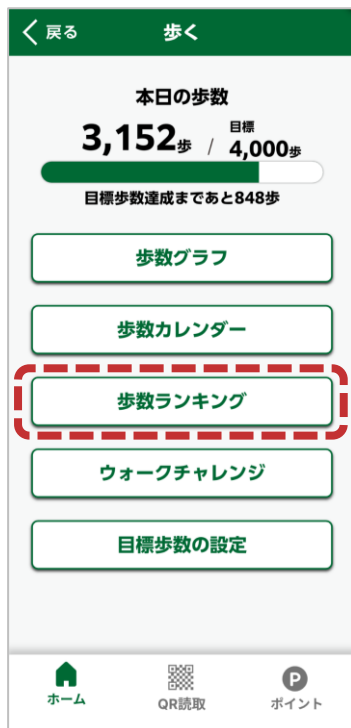 戻る 歩く
本日の歩数
3,152歩 / 目標 4,000歩
目標歩数達成まであと848歩
歩数グラフ
歩数カレンダー
歩数ランキング
ウォークチャレンジ
目標歩数の設定
P
ホーム QR読取 ポイント